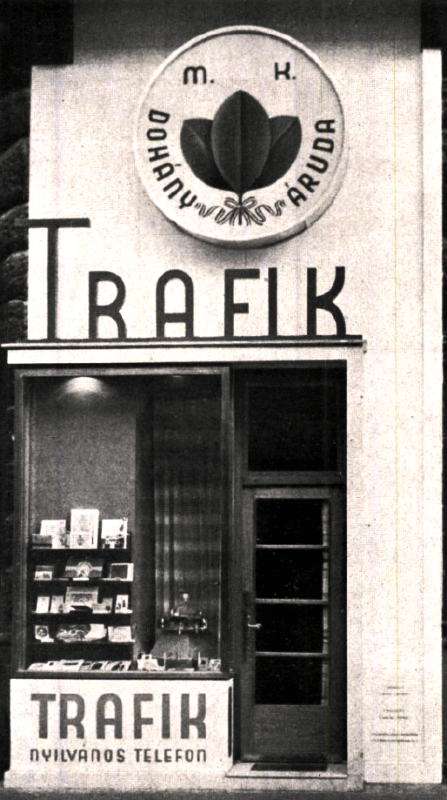 M. K.
DOHÁNY ÁRUDA
TRAFIK
TRAFIK
NYILVÁNOS TELEFON